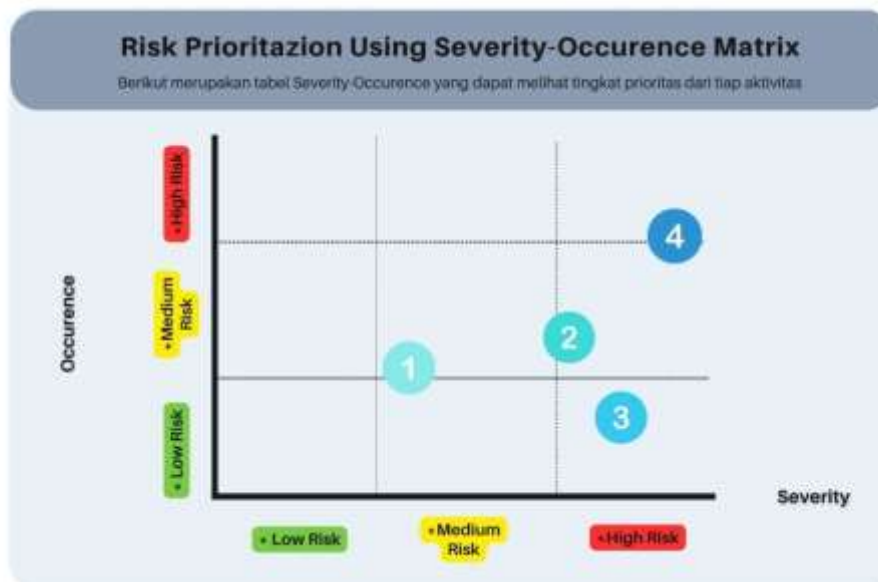 Risk Prioritazion Using Severity-Occurence Matrix
Berikut merupakan tabel Severity-Occurence yang dapat melihat tingkat prioritas dari tiap aktivitas
+High Risk
+Medium
Risk
+ Low Risk
Occurence
4
2
1
3
Severity
+ Low Risk
+Medium
Risk
+High Risk